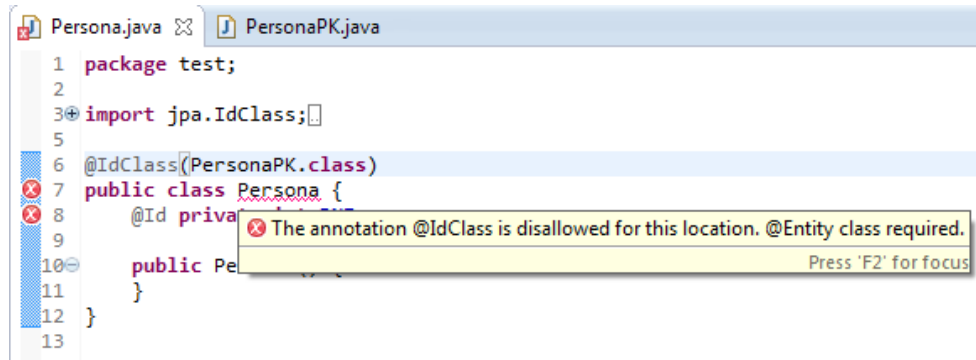 Persona.java PersonaPK.java
1 package test;
2
3 import jpa.IdClass;
5
6 @IdClass(PersonaPK.class)
7 public class Persona {
8 @Id priva
The annotation @IdClass is disallowed for this location. @Entity class required.
Press 'F2' for focus
9
10 public Pe
11 }
12 }
13